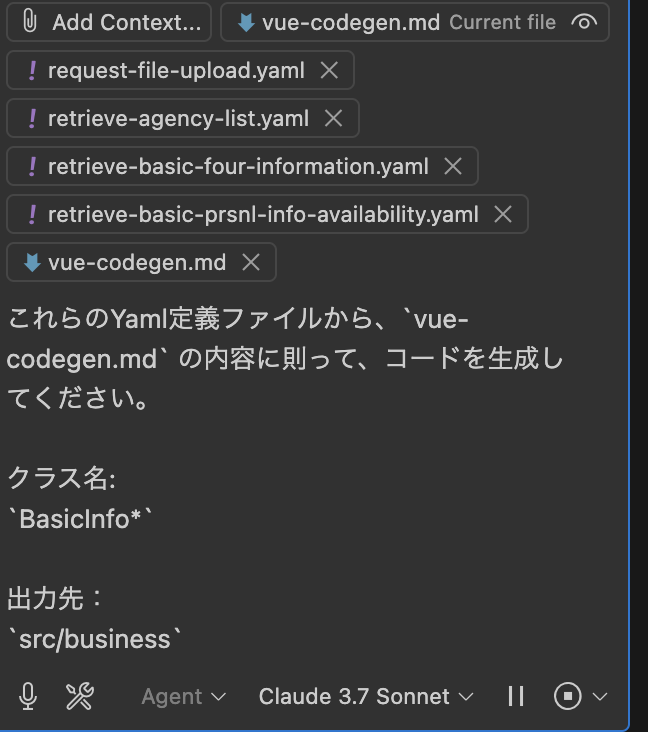 Add Context... vue-codegen.md Current file
request-file-upload.yaml
retrieve-agency-list.yaml
retrieve-basic-four-information.yaml
retrieve-basic-prsnl-info-availability.yaml
vue-codegen.md
これらのYaml定義ファイルから、`vue-
codegen.md` の内容に則って、コードを生成し
てください。
クラス名:
`BasicInfo*`
出力先：
`src/business`
Agent Claude 3.7 Sonnet